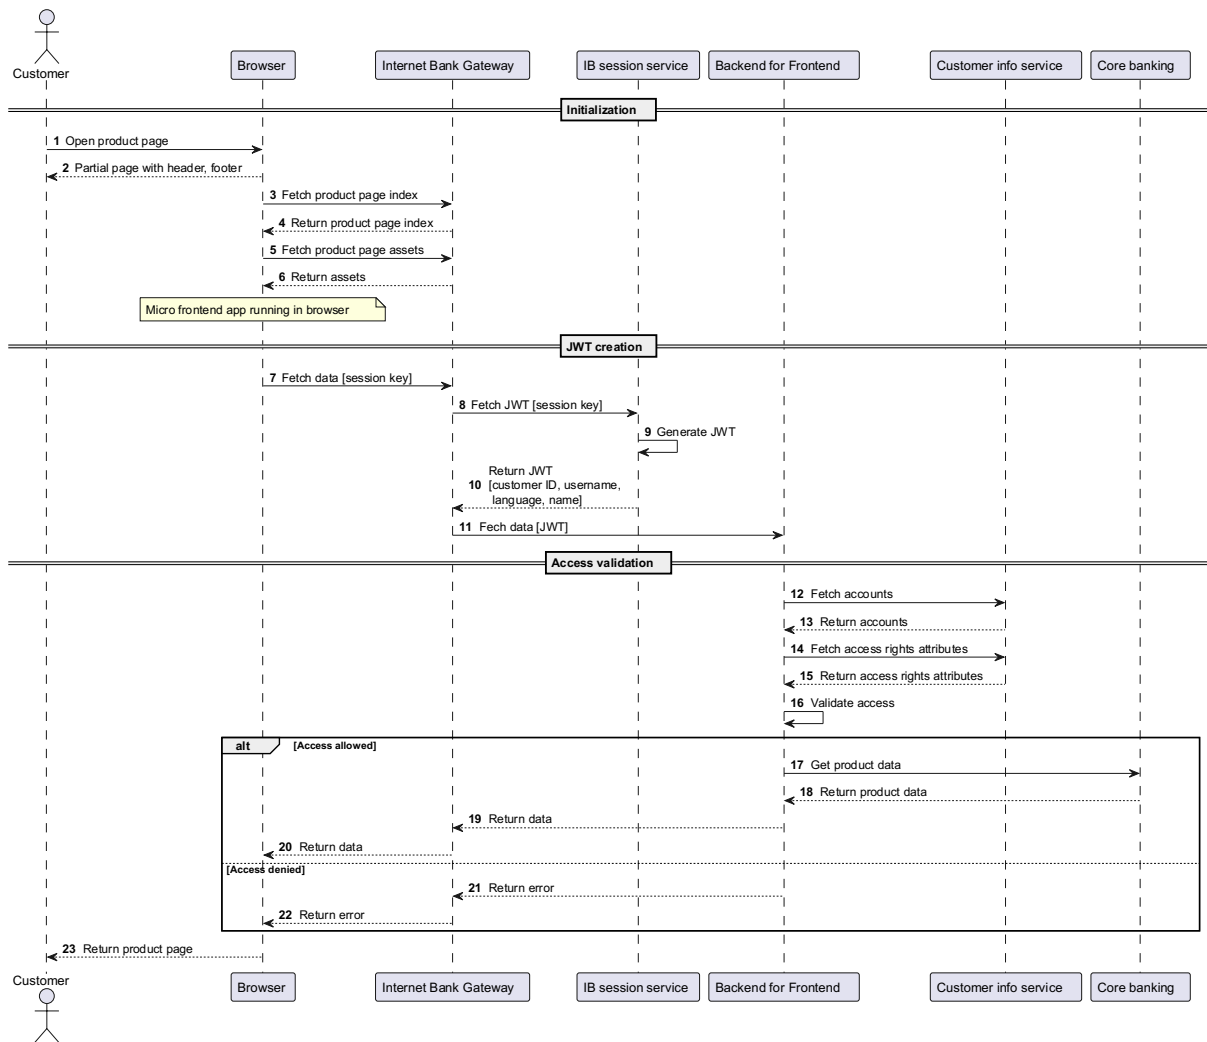 Customer
Browser
Internet Bank Gateway
IB session service
Backend for Frontend
Customer info service
Core banking
Initialization
1 Open product page
2 Partial page with header, footer
3 Fetch product page index
4 Return product page index
5 Fetch product page assets
6 Return assets
Micro frontend app running in browser
JWT creation
7 Fetch data [session key]
8 Fetch JWT [session key]
9 Generate JWT
Return JWT
10 [customer ID, username,
language, name]
11 Fech data [JWT]
Access validation
12 Fetch accounts
13 Return accounts
14 Fetch access rights attributes
15 Return access rights attributes
16 Validate access
alt [Access allowed]
17 Get product data
18 Return product data
19 Return data
20 Return data
[Access denied]
21 Return error
22 Return error
23 Return product page
Customer
Browser
Internet Bank Gateway
IB session service
Backend for Frontend
Customer info service
Core banking